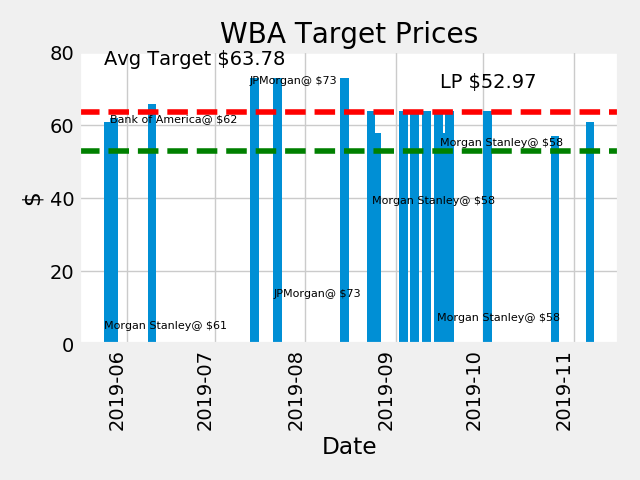 WBA Target Prices
Avg Target $63.78
LP $52.97
JPMorgan@ $73
Bank of America@ $62
Morgan Stanley@ $58
Morgan Stanley@ $58
JPMorgan@ $73
Morgan Stanley@ $58
Morgan Stanley@ $61
80
60
40
20
0
$
2019-06
2019-07
2019-08
2019-09
2019-10
2019-11
Date